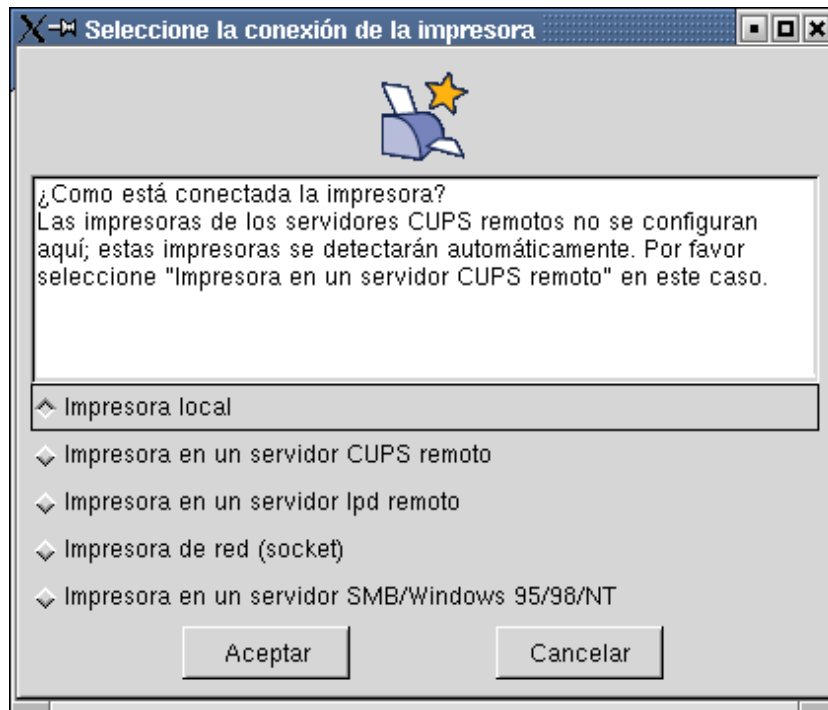 Seleccione la conexión de la impresora
¿Como está conectada la impresora?
Las impresoras de los servidores CUPS remotos no se configuran
aquí; estas impresoras se detectarán automáticamente. Por favor
seleccione "Impresora en un servidor CUPS remoto" en este caso.
Impresora local
Impresora en un servidor CUPS remoto
Impresora en un servidor lpd remoto
Impresora de red (socket)
Impresora en un servidor SMB/Windows 95/98/NT
Aceptar Cancelar